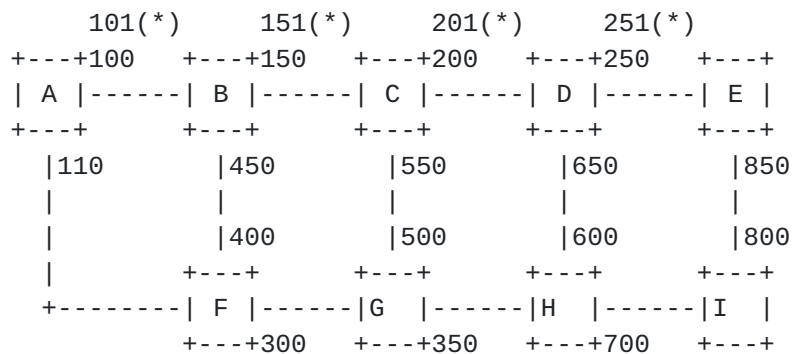 101(*)    151(*)    201(*)    251(*)
+---+100  +---+150  +---+200  +---+250  +---+
| A |------| B |------| C |------| D |------| E |
+---+      +---+      +---+      +---+      +---+
  |110       |450       |550       |650       |850
  |          |          |          |          |
  |          |400       |500       |600       |800
  |        +---+      +---+      +---+      +---+
  +--------| F |------|G  |------|H  |------|I  |
           +---+300   +---+350   +---+700   +---+